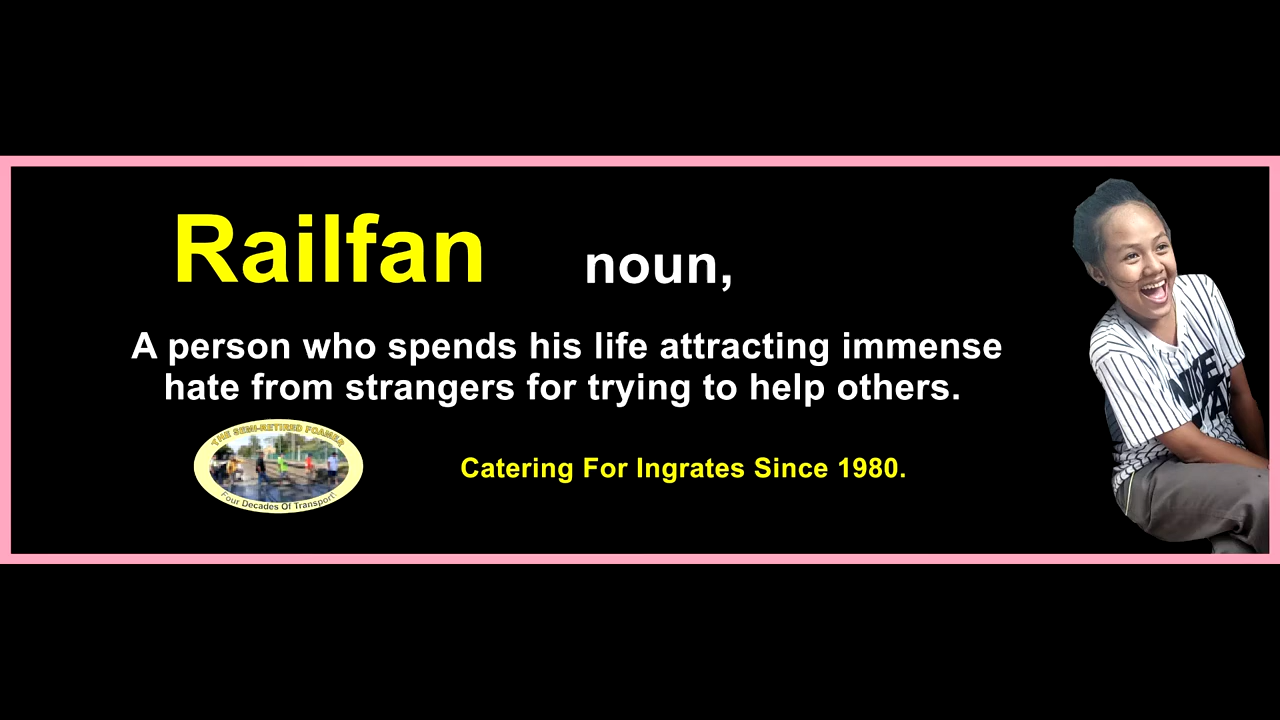 Railfan noun,
A person who spends his life attracting immense
hate from strangers for trying to help others.
THE SEMI-RETIRED FOAMER
Four Decades Of Transport!
Catering For Ingrates Since 1980.